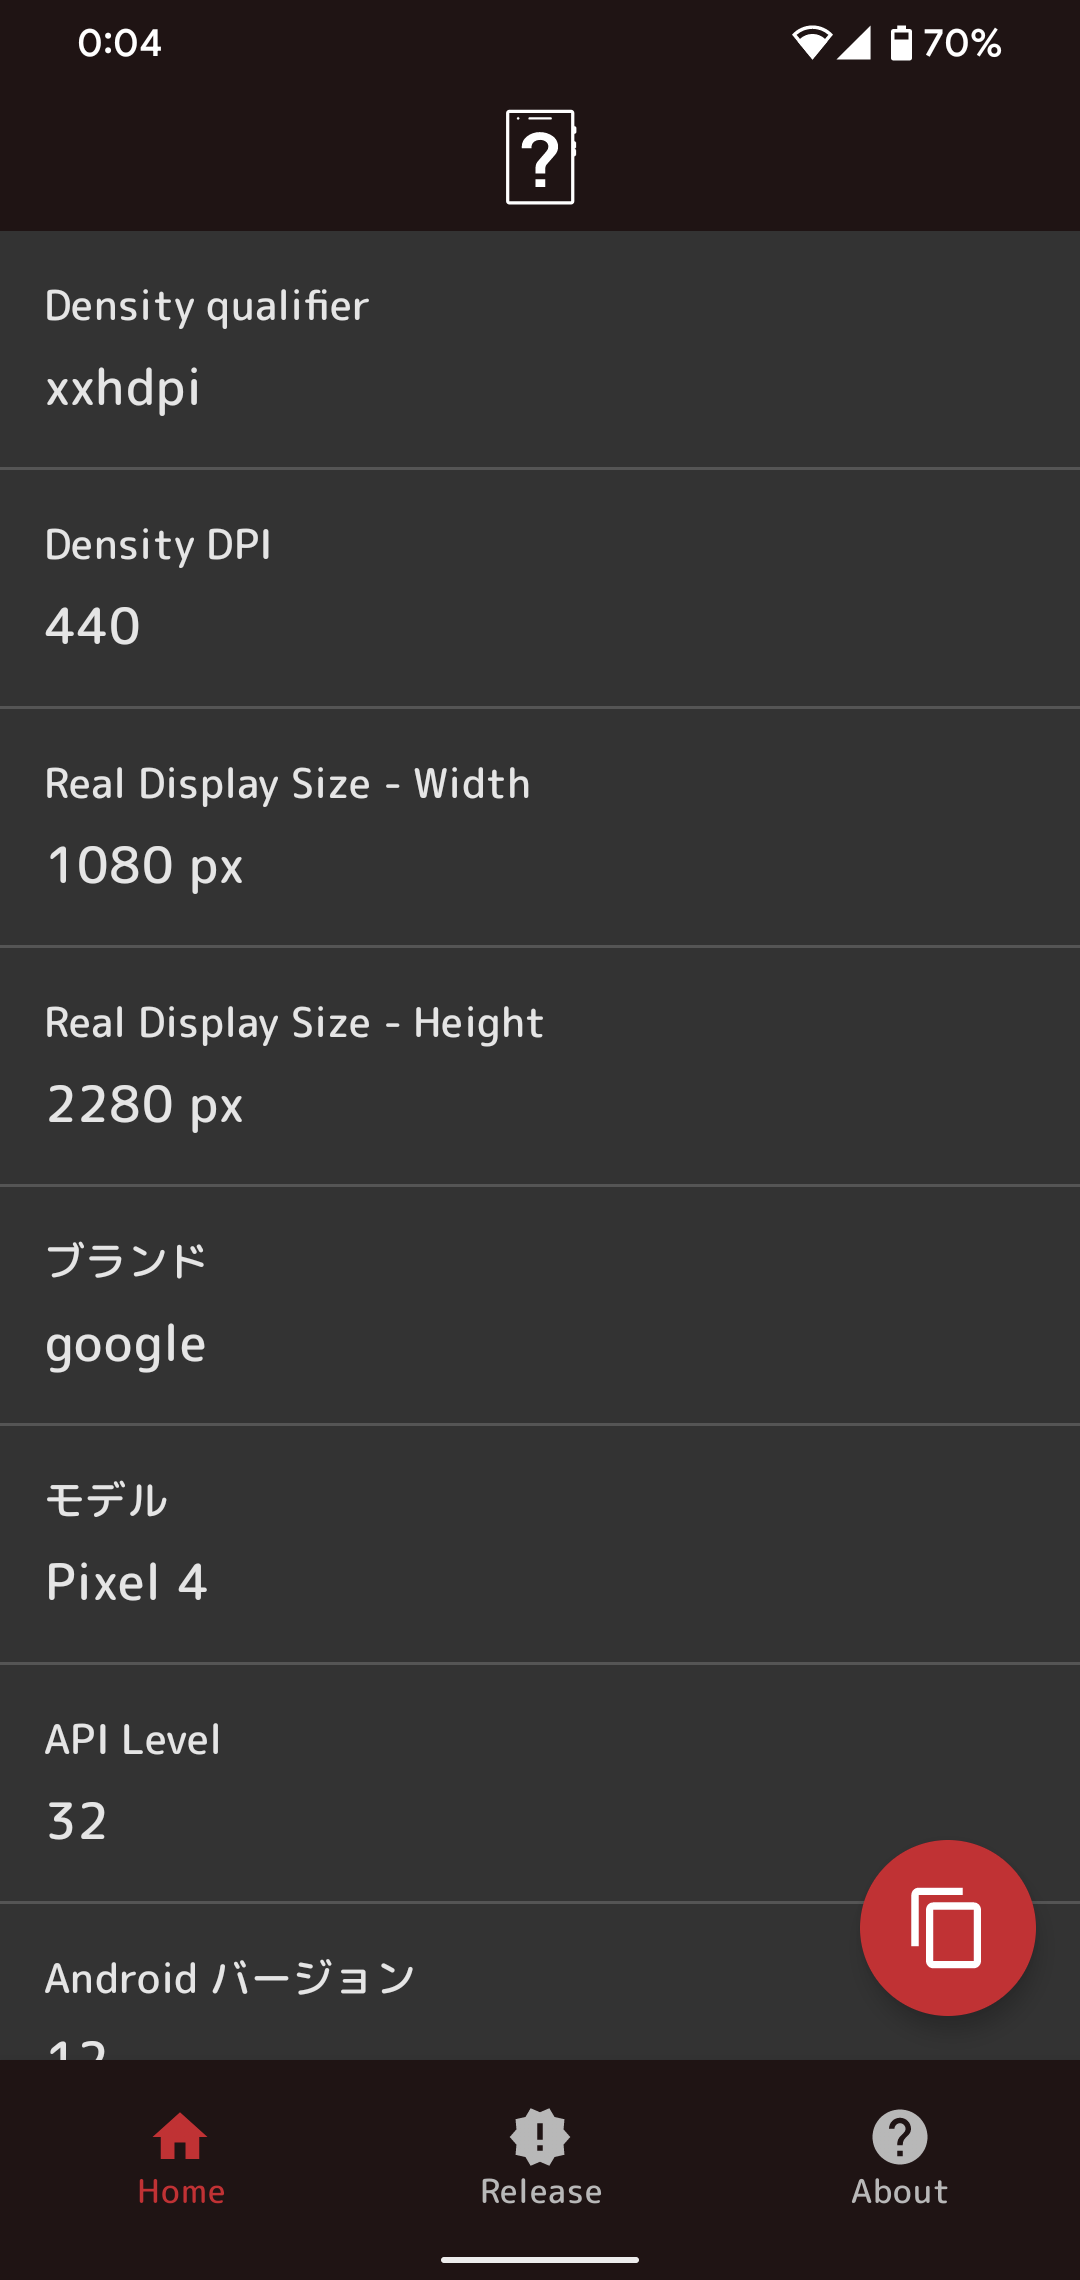 0:04
70%
?
Density qualifier
xxhdpi
Density DPI
440
Real Display Size - Width
1080 px
Real Display Size - Height
2280 px
ブランド
google
モデル
Pixel 4
API Level
32
Android バージョン
12
Home
Release
About